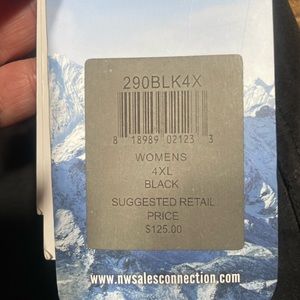 290BLK4X
8 18989 02123 3
WOMENS
4XL
BLACK
SUGGESTED RETAIL
PRICE
$125.00
www.nwsalesconnection.com